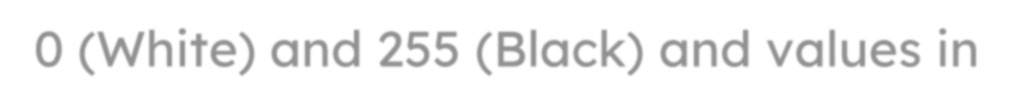 0 (White) and 255 (Black) and values in